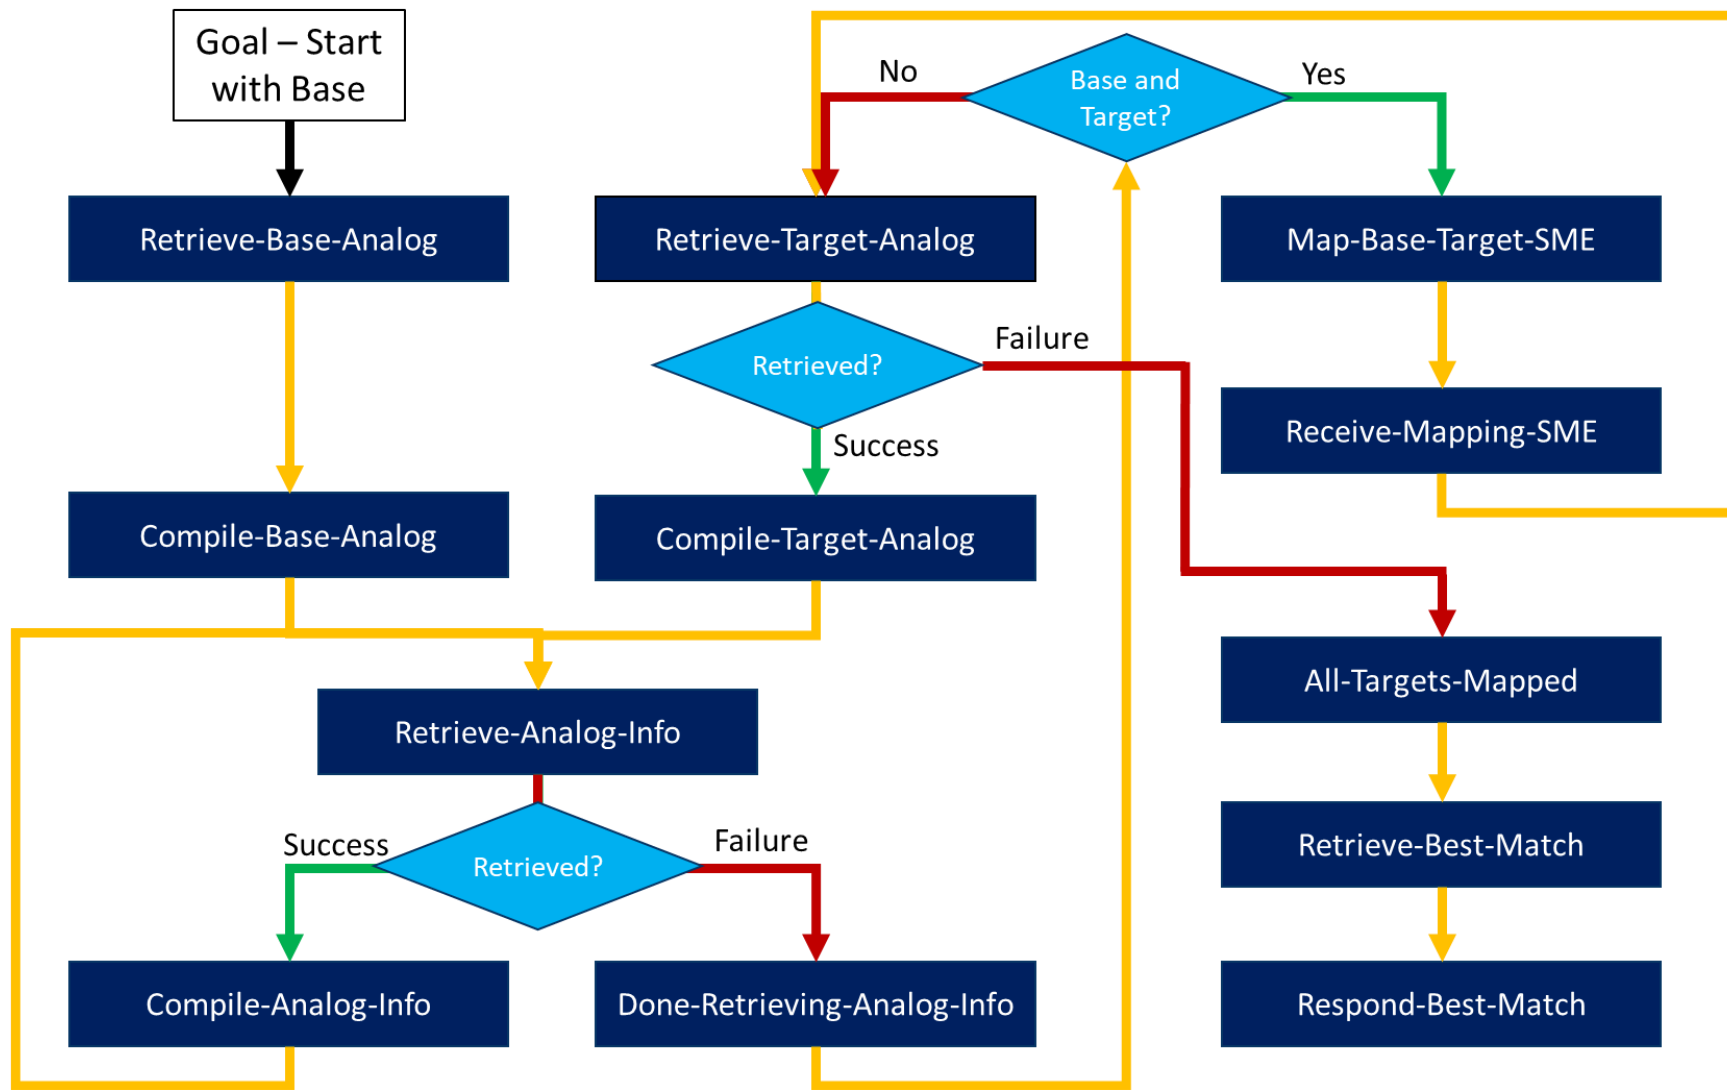 Goal – Start
with Base
No
Base and
Target?
Yes
Retrieve-Base-Analog
Retrieve-Target-Analog
Map-Base-Target-SME
Retrieved?
Failure
Success
Receive-Mapping-SME
Compile-Base-Analog
Compile-Target-Analog
All-Targets-Mapped
Retrieve-Analog-Info
Success
Retrieved?
Failure
Retrieve-Best-Match
Compile-Analog-Info
Done-Retrieving-Analog-Info
Respond-Best-Match